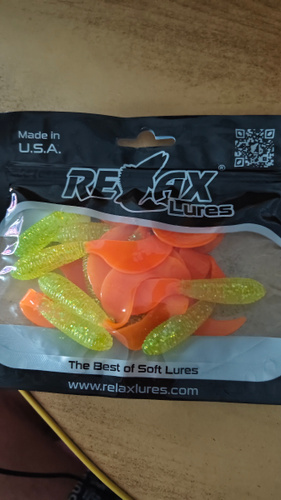 Made in
U.S.A.
RELAX®
Lures
The Best of Soft Lures
www.relaxlures.com